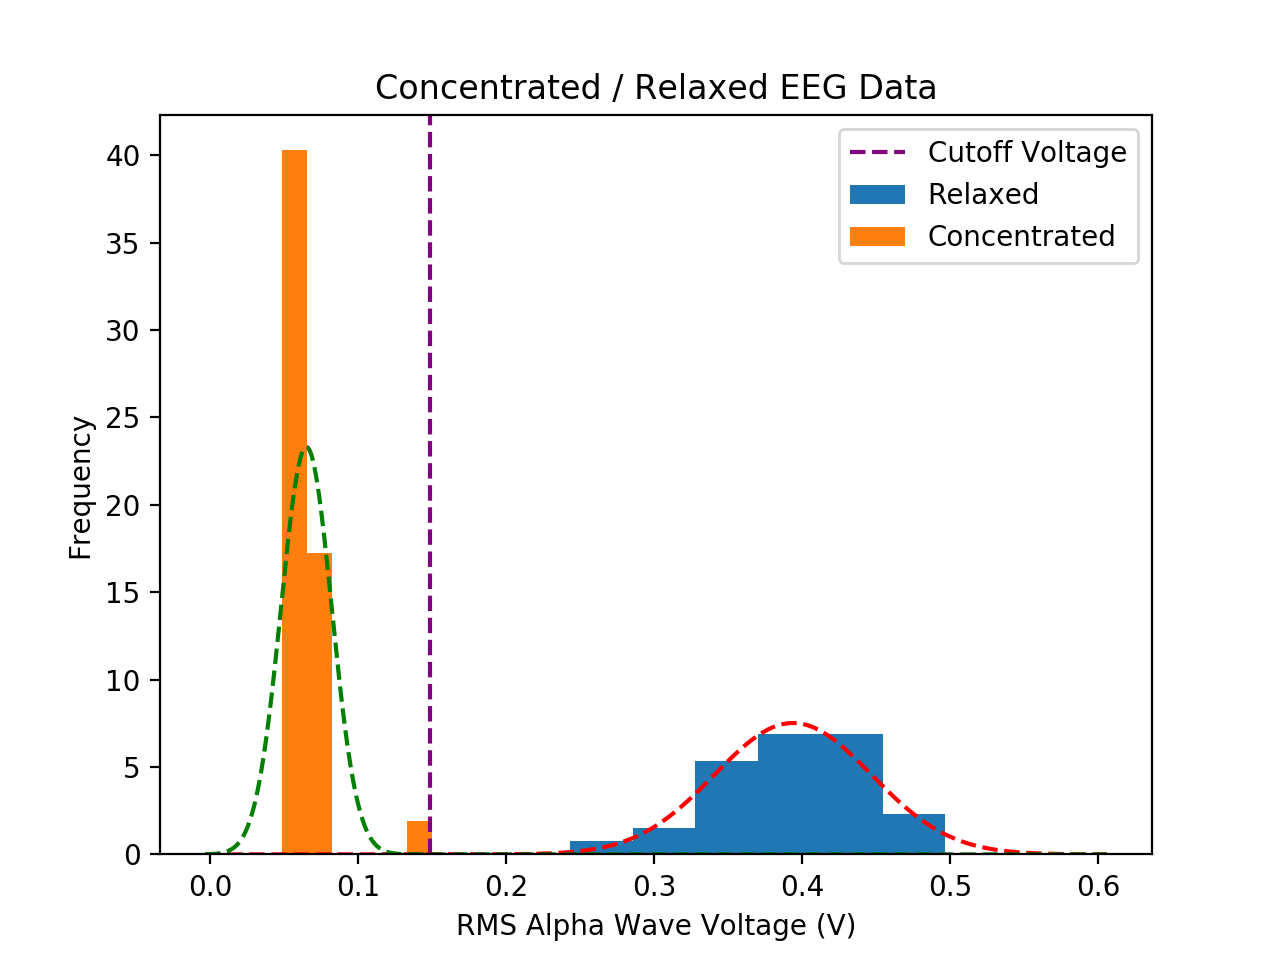 Concentrated / Relaxed EEG Data
Cutoff Voltage
Relaxed
Concentrated
Frequency
40
35
30
25
20
15
10
5
0
0.0 0.1 0.2 0.3 0.4 0.5 0.6
RMS Alpha Wave Voltage (V)